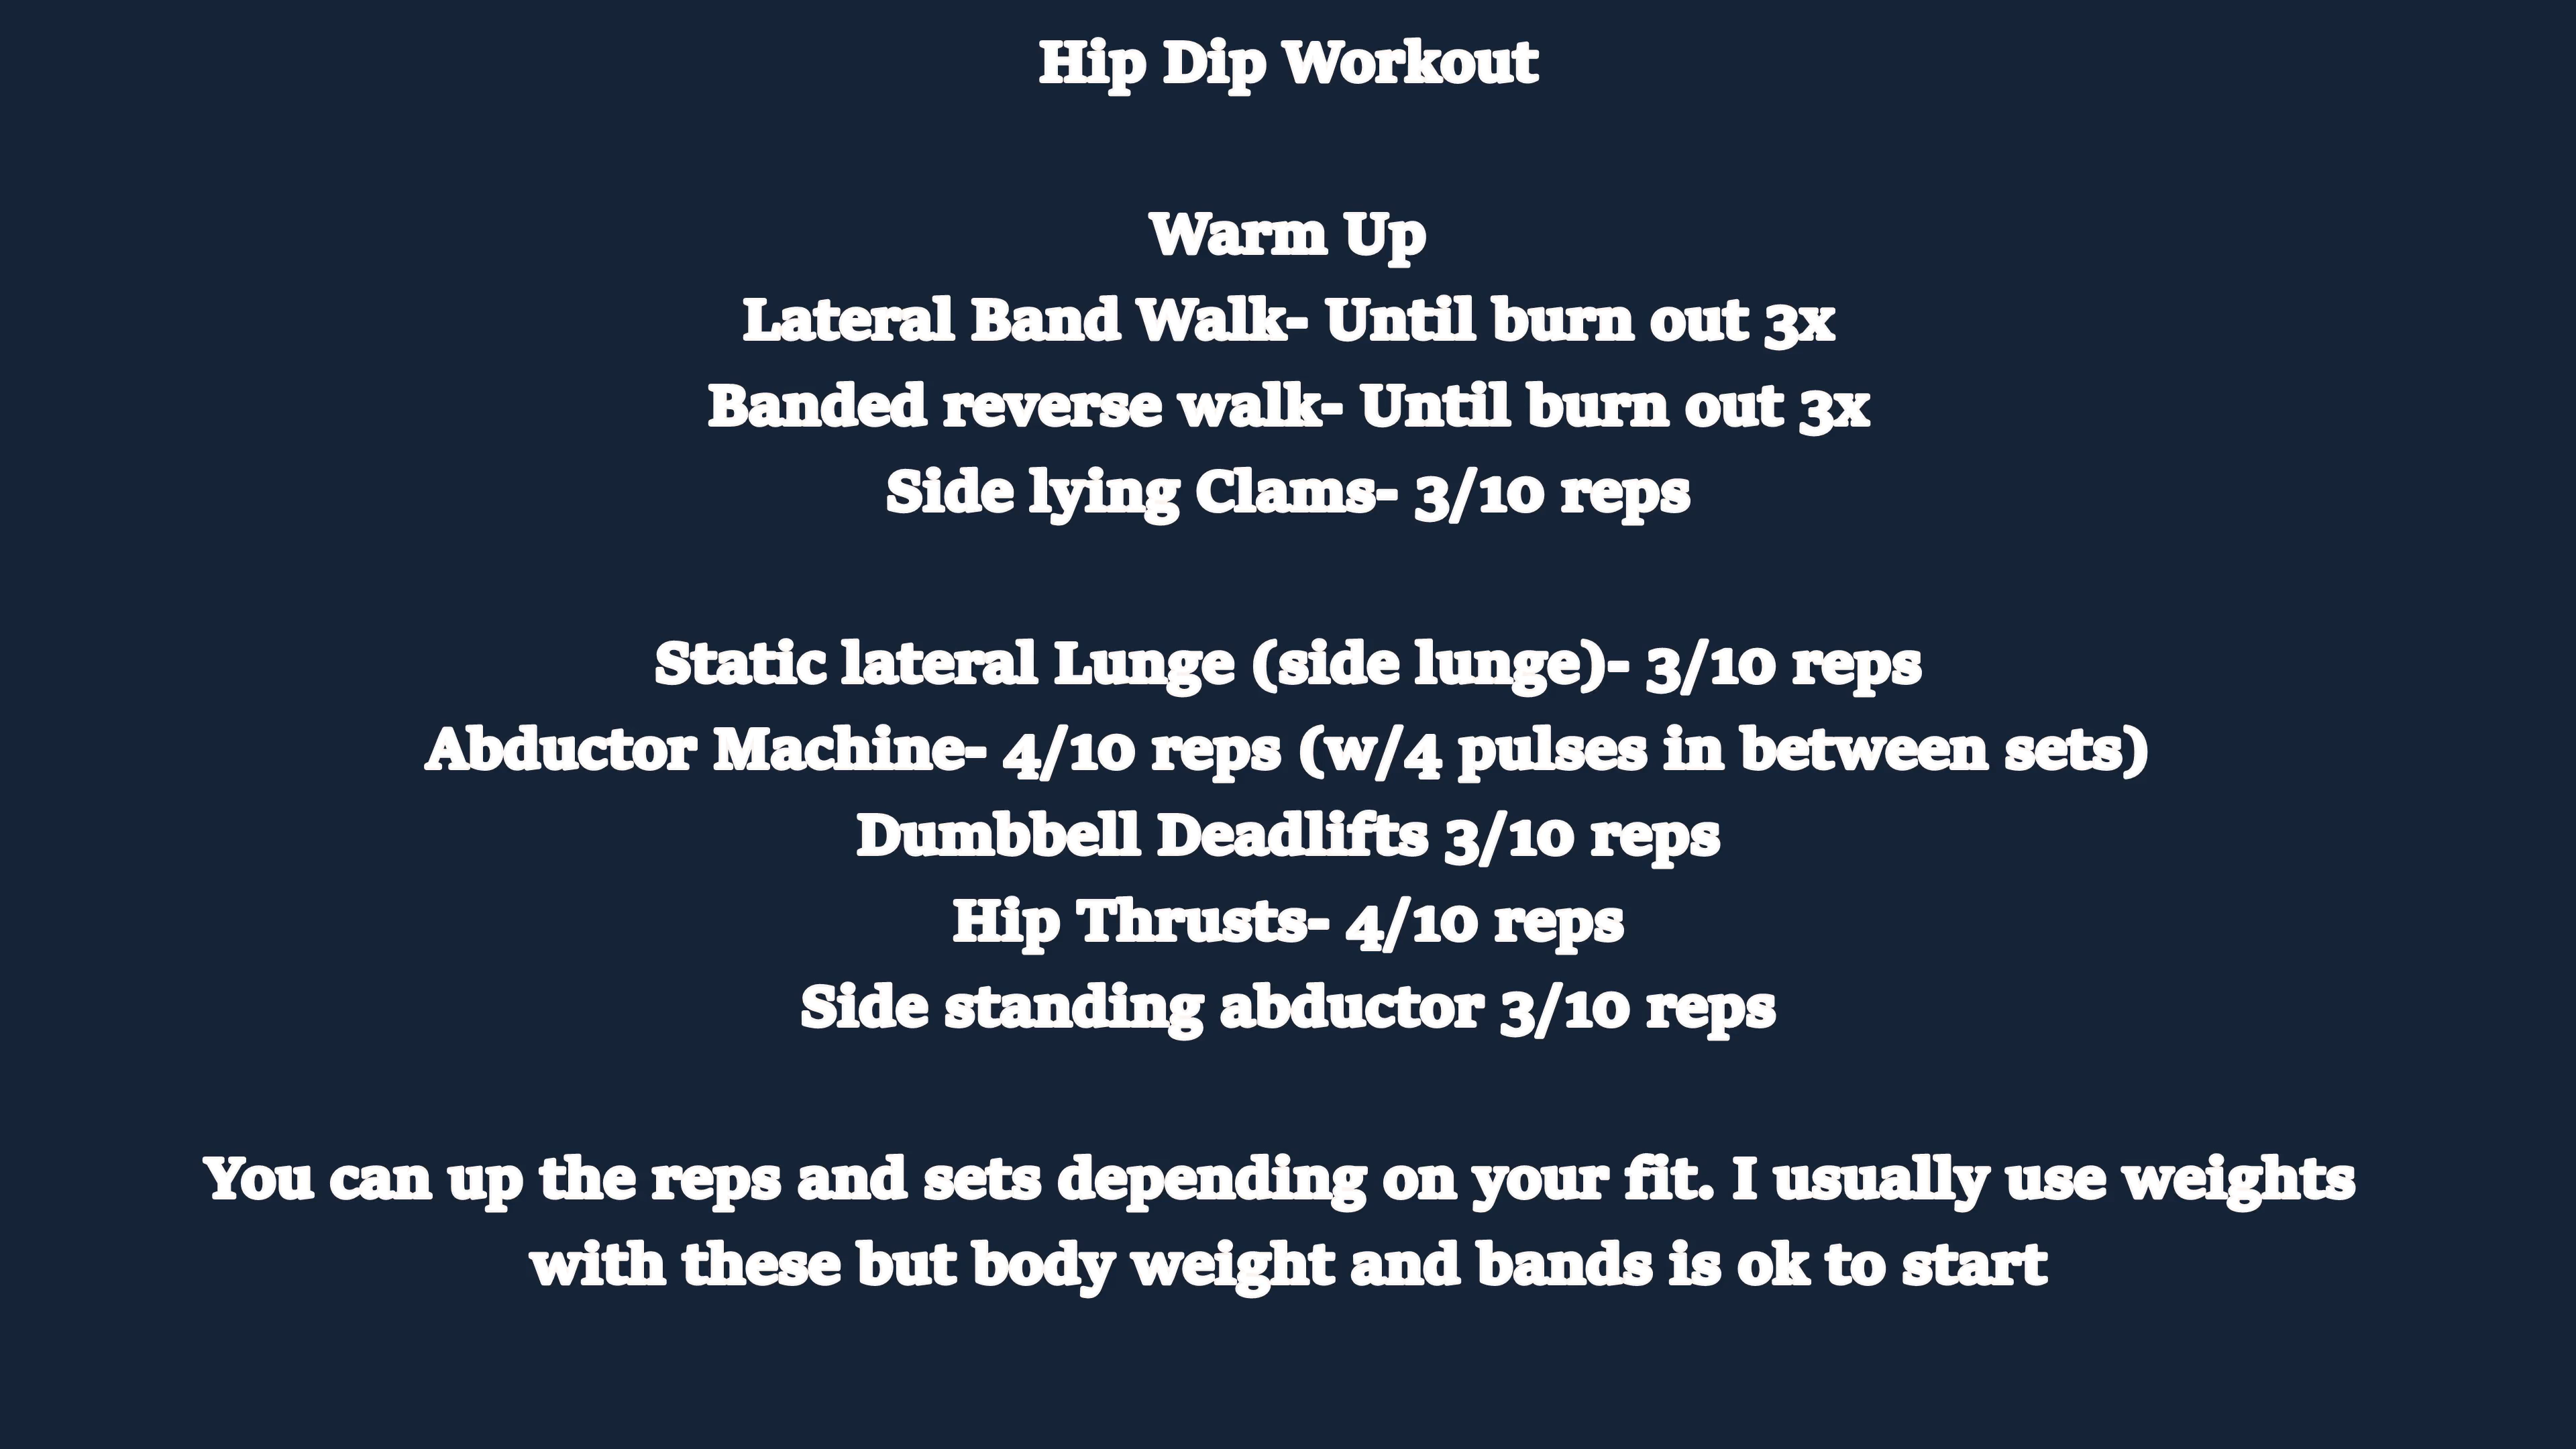 Hip Dip Workout
Warm Up
Lateral Band Walk- Until burn out 3x
Banded reverse walk- Until burn out 3x
Side lying Clams- 3/10 reps
Static lateral Lunge (side lunge)- 3/10 reps
Abductor Machine- 4/10 reps (w/4 pulses in between sets)
Dumbbell Deadlifts 3/10 reps
Hip Thrusts- 4/10 reps
Side standing abductor 3/10 reps
You can up the reps and sets depending on your fit. I usually use weights
with these but body weight and bands is ok to start